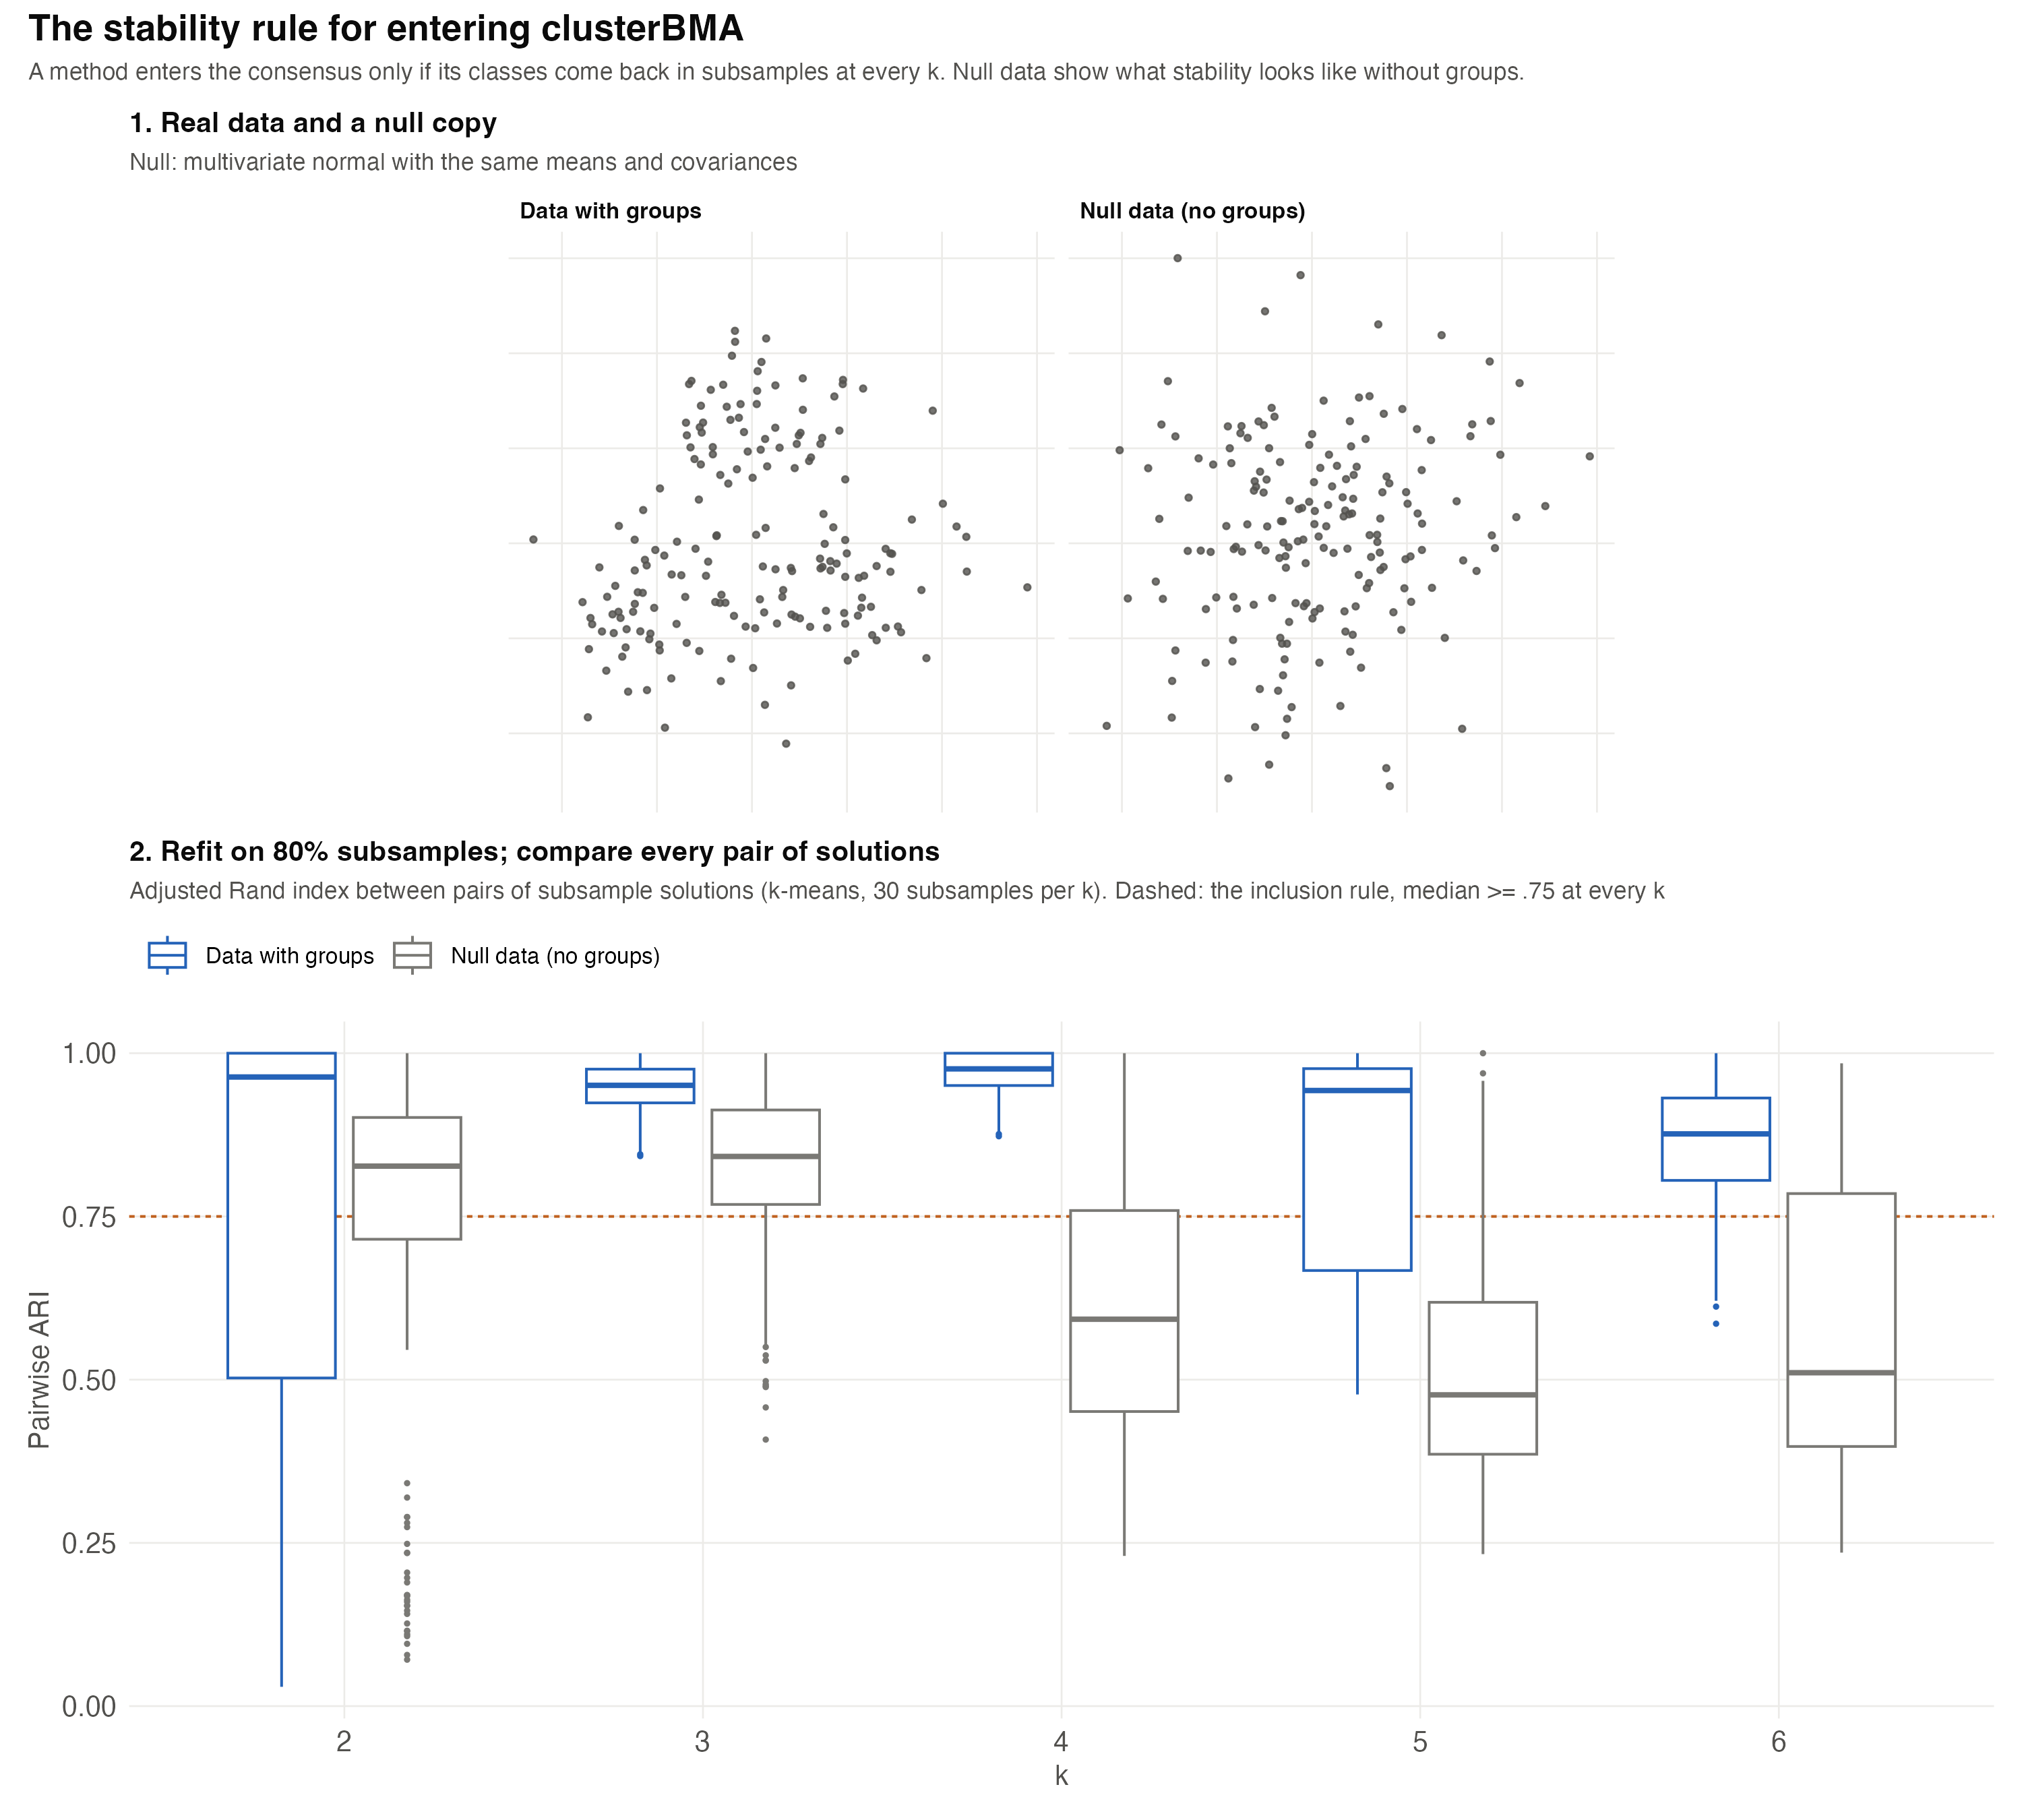 The stability rule for entering clusterBMA
A method enters the consensus only if its classes come back in subsamples at every k. Null data show what stability looks like without groups.
1. Real data and a null copy
Null: multivariate normal with the same means and covariances
Data with groups
Null data (no groups)
2. Refit on 80% subsamples; compare every pair of solutions
Adjusted Rand index between pairs of subsample solutions (k-means, 30 subsamples per k). Dashed: the inclusion rule, median >= .75 at every k
Data with groups
Null data (no groups)
Pairwise ARI
1.00
0.75
0.50
0.25
0.00
2
3
4
5
6
k